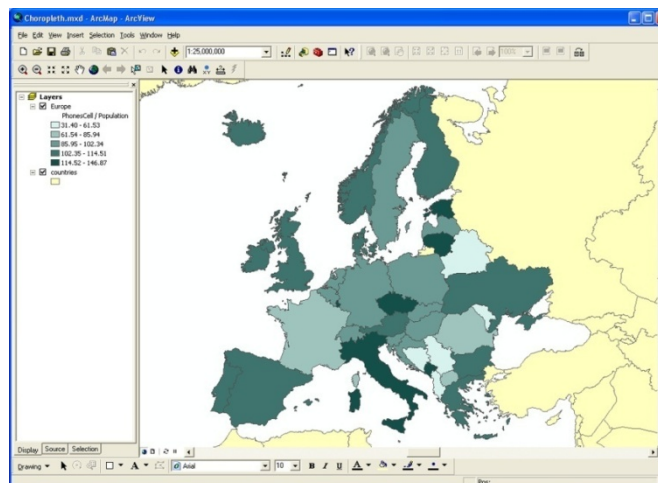 Choropleth.mxd - ArcMap - ArcView
File Edit View Insert Selection Tools Window Help
1:25,000,000
100%
Layers
Europe
PhonesCell / Population
31.40 - 61.53
61.54 - 85.94
85.95 - 102.34
102.35 - 114.51
114.52 - 146.87
countries
Display Source Selection
Drawing
A
Arial
10
B I U A